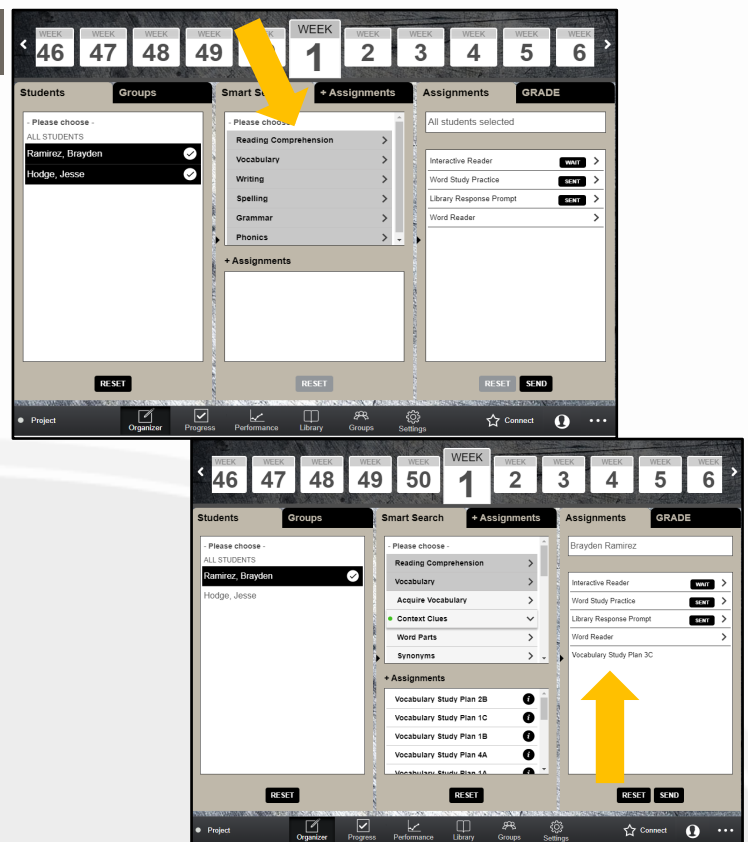 WEEK 46 WEEK 47 WEEK 48 WEEK 49 WEEK 1 WEEK 2 WEEK 3 WEEK 4 WEEK 5 WEEK 6
Students Groups
- Please choose -
ALL STUDENTS
Ramirez, Brayden
Hodge, Jesse
RESET
Smart + Assignments
- Please choose
Reading Comprehension
Vocabulary
Writing
Spelling
Grammar
Phonics
+ Assignments
RESET
Assignments GRADE
All students selected
Interactive Reader WAIT
Word Study Practice SENT
Library Response Prompt SENT
Word Reader
RESET SEND
Project Organizer Progress Performance Library Groups Settings Connect
WEEK 46 WEEK 47 WEEK 48 WEEK 49 WEEK 50 WEEK 1 WEEK 2 WEEK 3 WEEK 4 WEEK 5 WEEK 6
Students Groups
- Please choose -
ALL STUDENTS
Ramirez, Brayden
Hodge, Jesse
RESET
Smart Search + Assignments
- Please choose -
Reading Comprehension
Vocabulary
Acquire Vocabulary
Context Clues
Word Parts
Synonyms
+ Assignments
Vocabulary Study Plan 2B
Vocabulary Study Plan 1C
Vocabulary Study Plan 1B
Vocabulary Study Plan 4A
Vocabulary Study Plan 1A
RESET
Assignments GRADE
Brayden Ramirez
Interactive Reader WAIT
Word Study Practice SENT
Library Response Prompt SENT
Word Reader
Vocabulary Study Plan 3C
RESET SEND
Project Organizer Progress Performance Library Groups Settings Connect